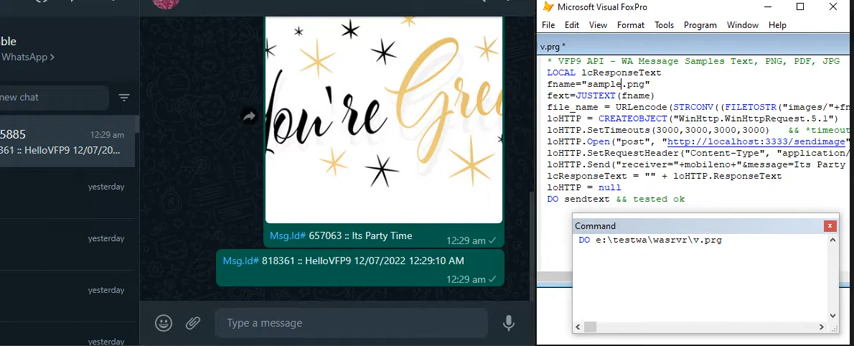 ble
WhatsApp >
new chat
5885
12:29 am
8361 :: HelloVFP9 12/07/20...
yesterday
yesterday
yesterday
yesterday
You're Grea
Msg.Id# 657063 :: Its Party Time
12:29 am
Msg.Id# 818361 :: HelloVFP9 12/07/2022 12:29:10 AM
12:29 am
Type a message
Microsoft Visual FoxPro
File Edit View Format Tools Program Window Help
v.prg *
* VFP9 API - WA Message Samples Text, PNG, PDF, JPG
LOCAL lcResponseText
fname="sample.png"
fext=JUSTEXT(fname)
file_name = URLencode(STRCONV((FILETOSTR("images/"+fn
loHTTP = CREATEOBJECT("WinHttp.WinHttpRequest.5.1")
loHTTP.SetTimeouts(3000,3000,3000,3000) && *timeout
loHTTP.Open("post", "http://localhost:3333/sendimage"
loHTTP.SetRequestHeader("Content-Type", "application/
loHTTP.Send("receiver="+mobileno+"&message=Its Party
lcResponseText = "" + loHTTP.ResponseText
loHTTP = null
DO sendtext && tested ok
Command
DO e:\testwa\wasrvr\v.prg